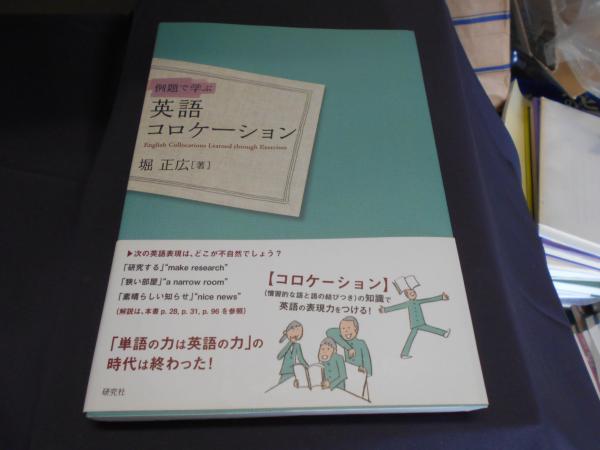 例題で学ぶ
英語
コロケーション
English Collocations Learned through Exercises
堀 正広[著]
▶次の英語表現は、どこが不自然でしょう?
「研究する」“make research”
「狭い部屋」“a narrow room”
「素晴らしい知らせ」“nice news”
(解説は、本書 p. 28, p. 31, p. 96 を参照)
【コロケーション】
(慣習的な語と語の結びつき)の知識で
英語の表現力をつける!
「単語の力は英語の力」の
時代は終わった!
研究社